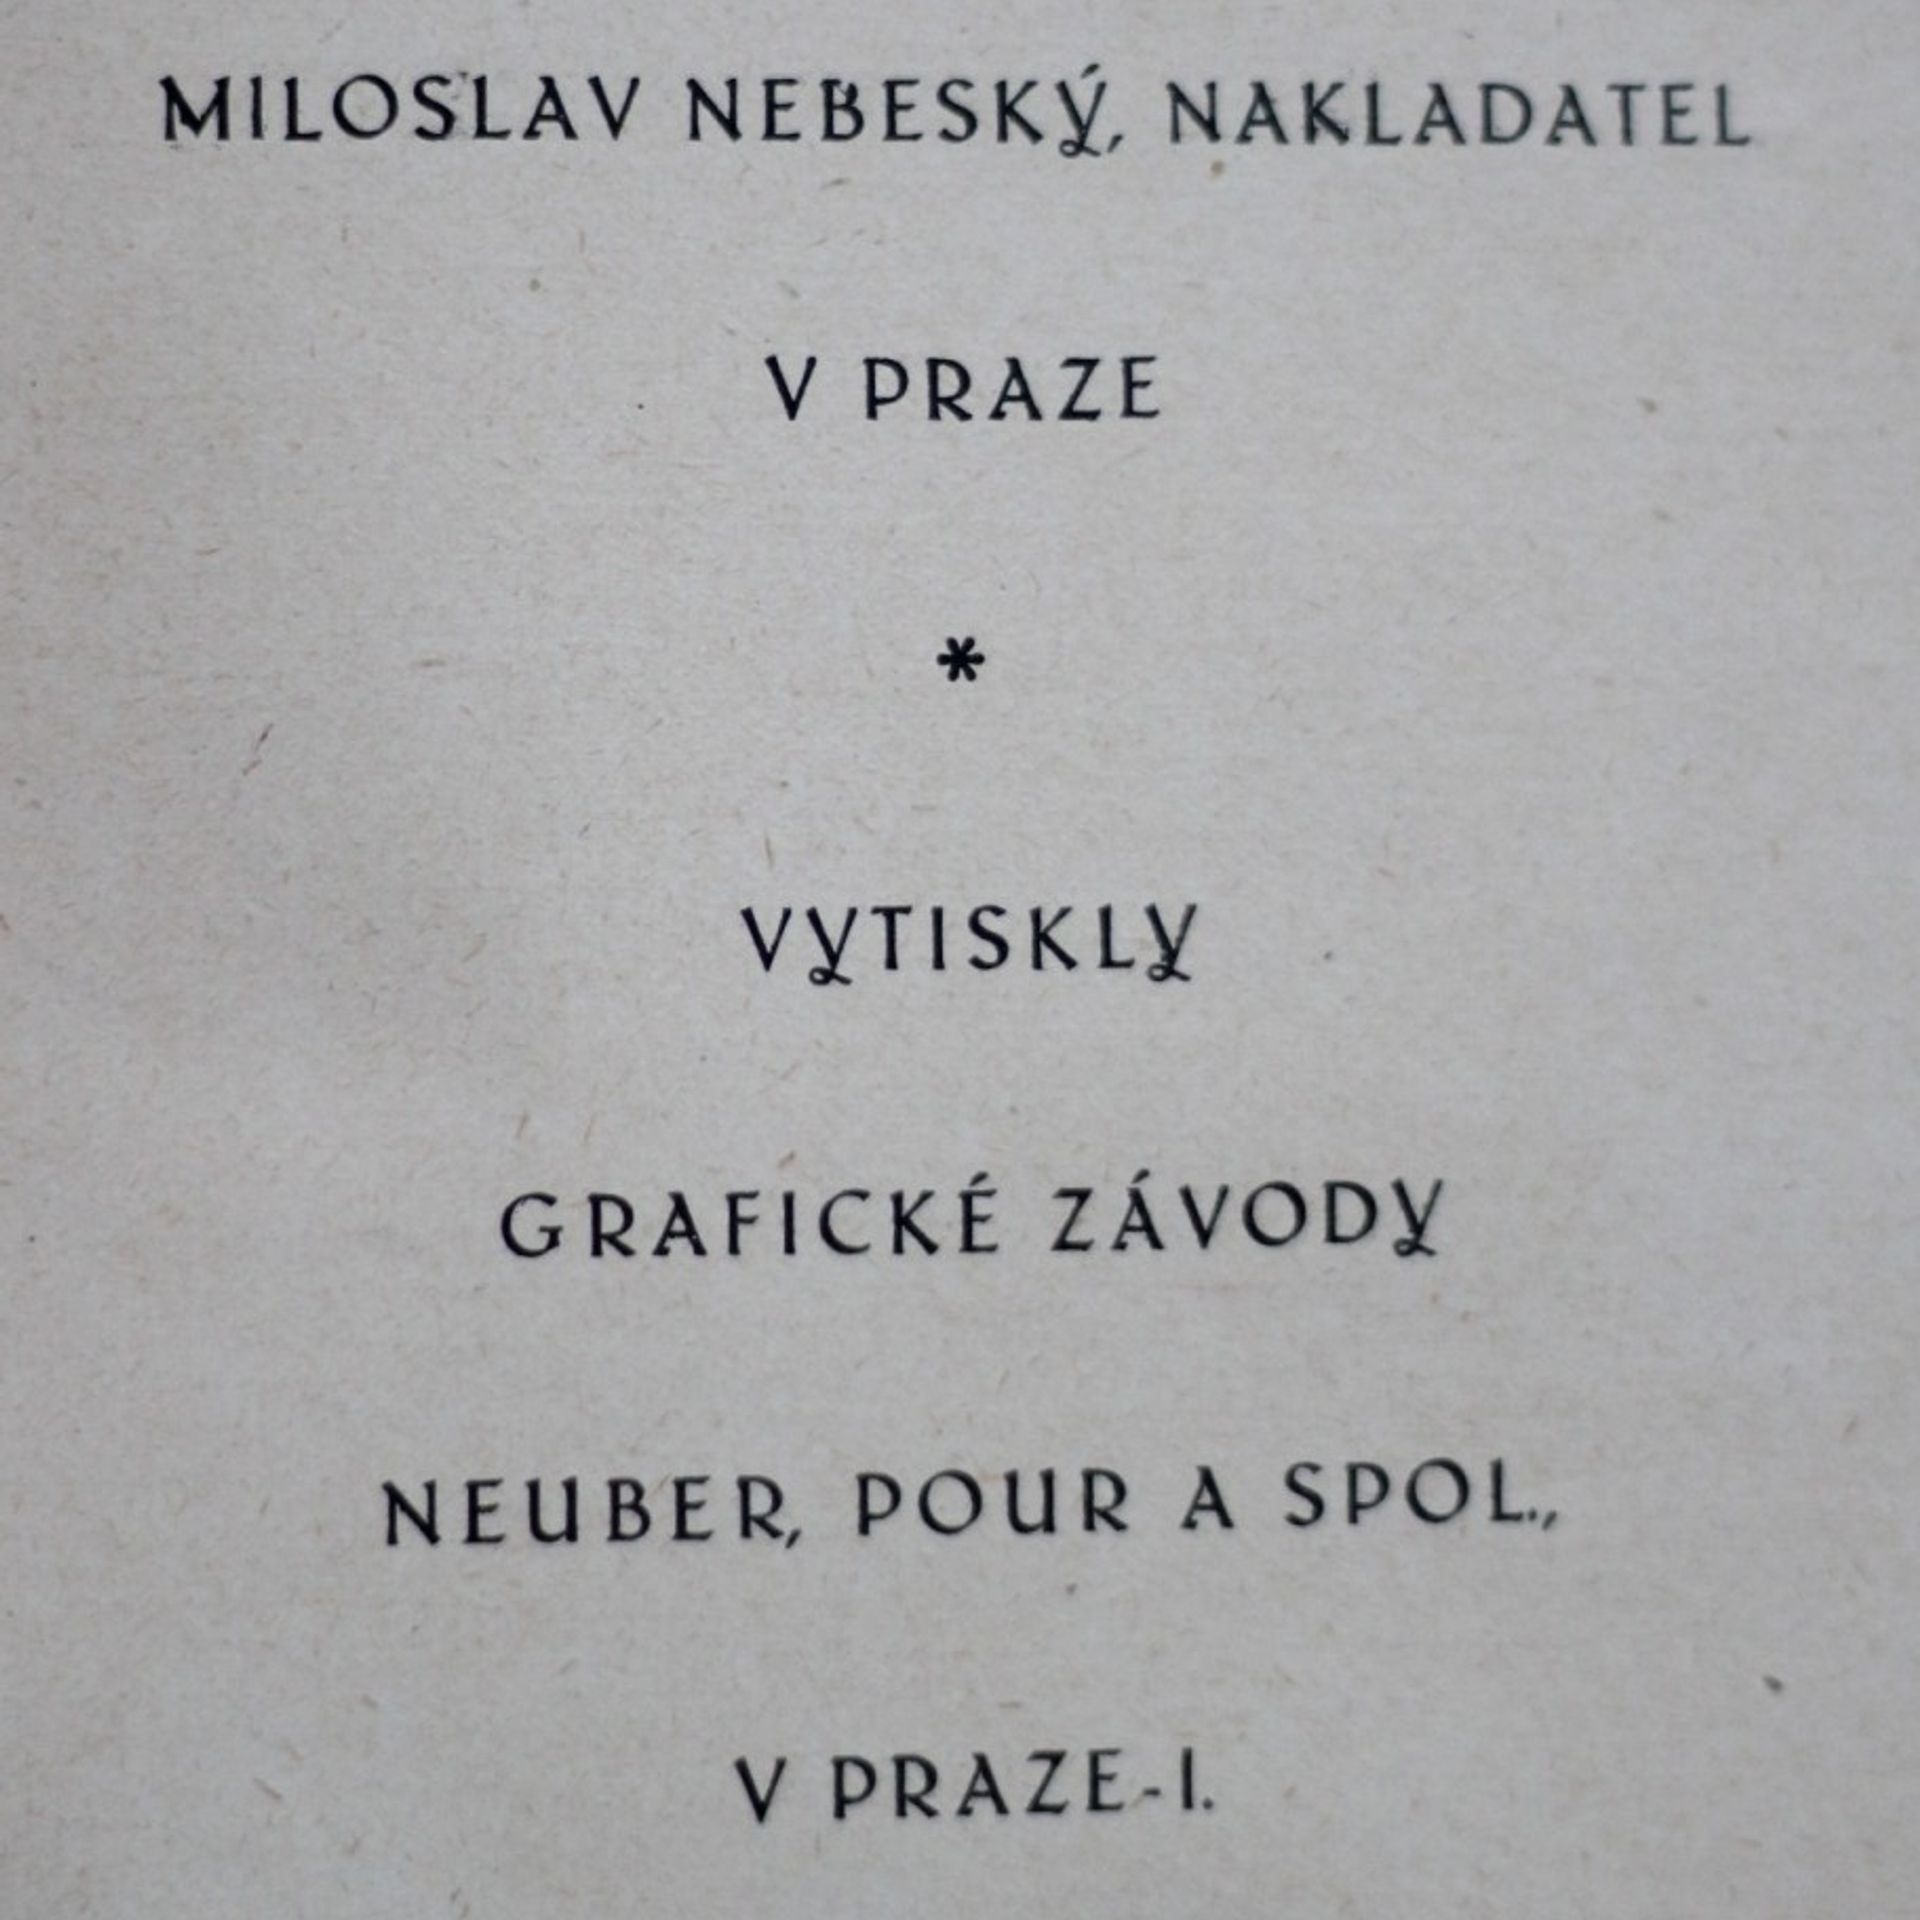 MILOSLAV NEBESKÝ, NAKLADATEL
V PRAZE
*
VYTISKLY
GRAFICKÉ ZÁVODY
NEUBER, POUR A SPOL.,
V PRAZE-I.